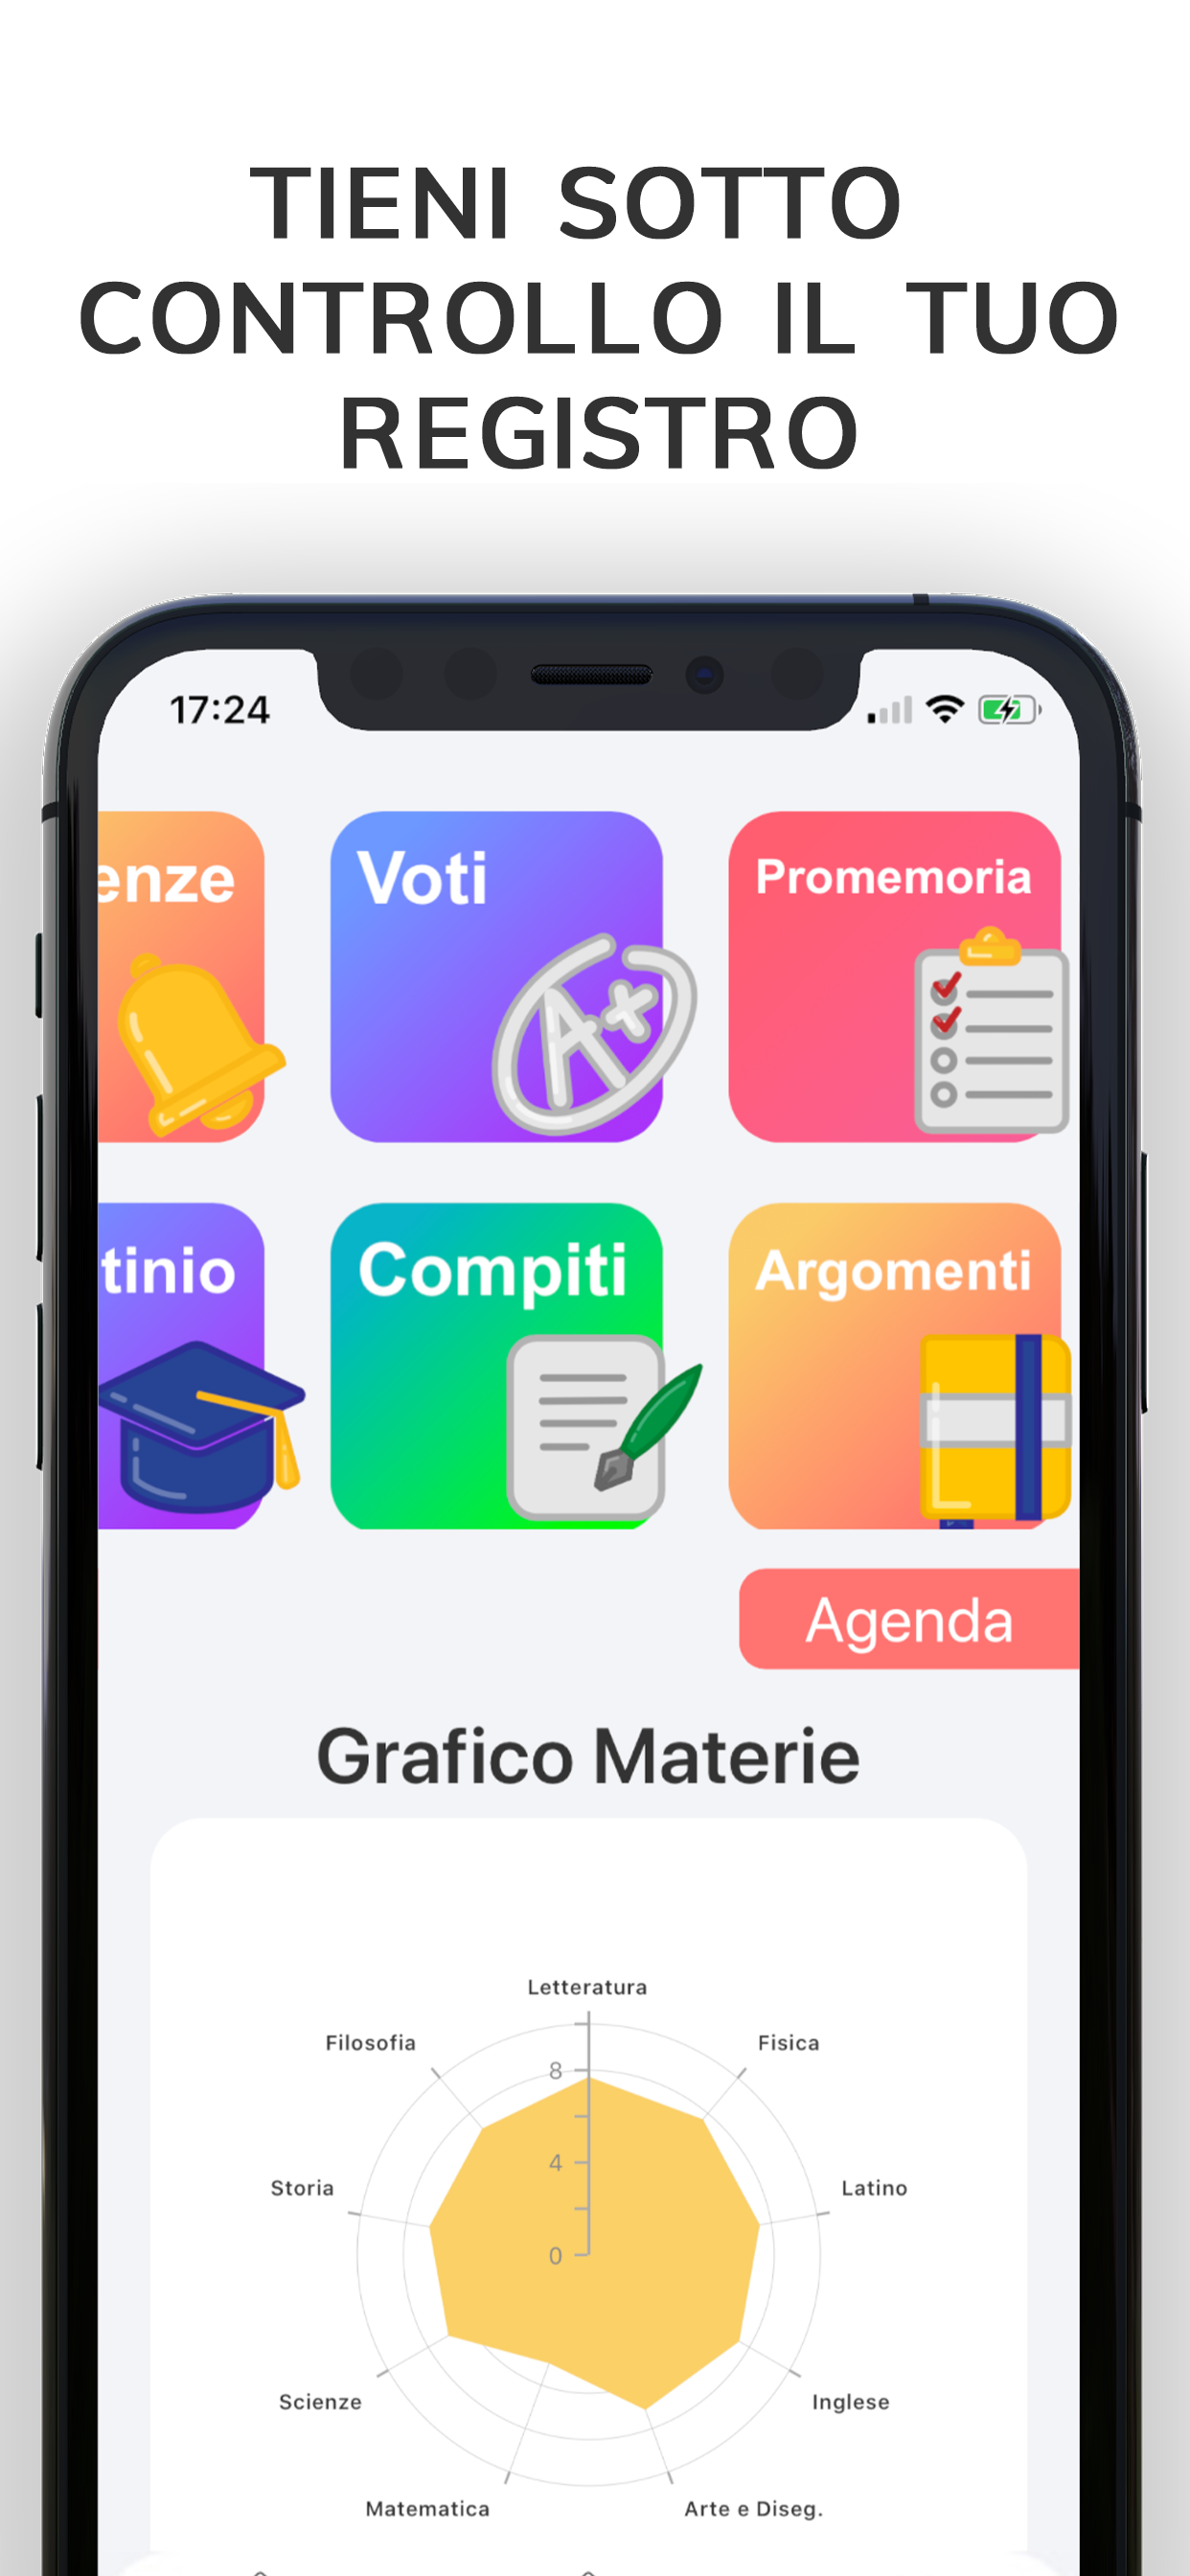 TIENI SOTTO
CONTROLLO IL TUO
REGISTRO
17:24
enze
Voti
Promemoria
A+
tinio
Compiti
Argomenti
Agenda
Grafico Materie
Letteratura
Filosofia
Fisica
8
4
Storia
Latino
0
Scienze
Inglese
Matematica
Arte e Diseg.